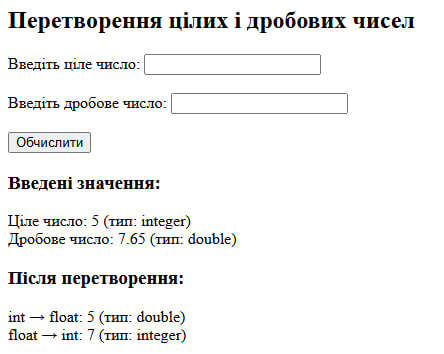 Перетворення цілих і дробових чисел
Введіть ціле число:
Введіть дробове число:
Обчислити
Введені значення:
Ціле число: 5 (тип: integer)
Дробове число: 7.65 (тип: double)
Після перетворення:
int → float: 5 (тип: double)
float → int: 7 (тип: integer)